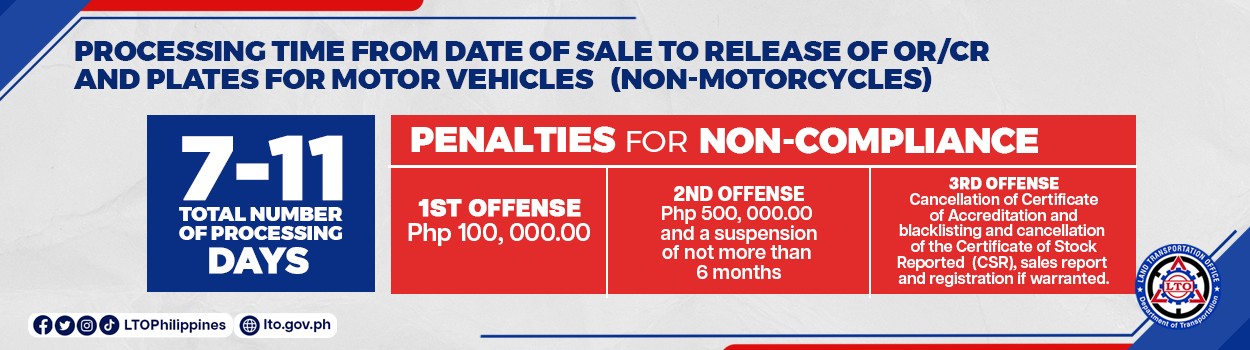 PROCESSING TIME FROM DATE OF SALE TO RELEASE OF OR/CR
AND PLATES FOR MOTOR VEHICLES (NON-MOTORCYCLES)
7-11
TOTAL NUMBER
OF PROCESSING
DAYS
PENALTIES FOR NON-COMPLIANCE
1ST OFFENSE
Php 100, 000.00
2ND OFFENSE
Php 500, 000.00
and a suspension
of not more than
6 months
3RD OFFENSE
Cancellation of Certificate
of Accreditation and
blacklisting and cancellation
of the Certificate of Stock
Reported (CSR), sales report
and registration if warranted.
LAND TRANSPORTATION OFFICE
LTO
Department of Transportation
LTOPhilippines
lto.gov.ph